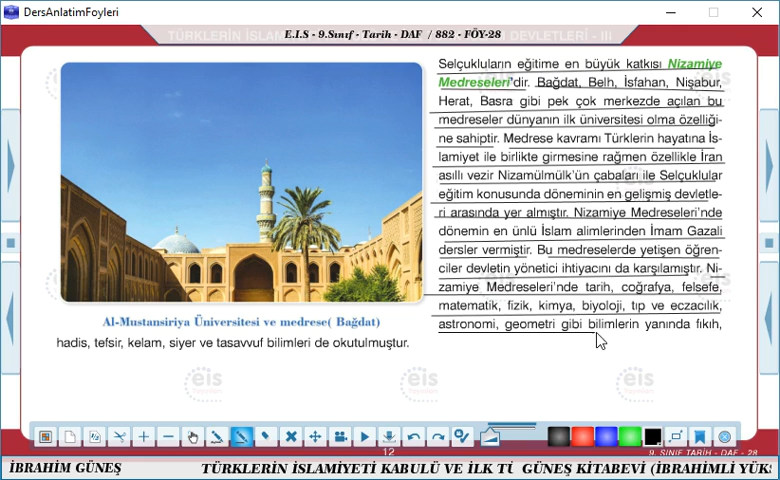 DersAnlatimFoyleri
E.I.S - 9.Sınıf - Tarih - DAF / 882 - FÖY-28
Selçukluların eğitime en büyük katkısı Nizamiye
Medreseleri'dir. Bağdat, Belh, İsfahan, Nişabur,
Herat, Basra gibi pek çok merkezde açılan bu
medreseler dünyanın ilk üniversitesi olma özelliği-
ne sahiptir. Medrese kavramı Türklerin hayatına İs-
lamiyet ile birlikte girmesine rağmen özellikle İran
asıllı vezir Nizamülmülk'ün çabaları ile Selçuklular
eğitim konusunda döneminin en gelişmiş devletle-
ri arasında yer almıştır. Nizamiye Medreseleri'nde
dönemin en ünlü İslam alimlerinden İmam Gazali
dersler vermiştir. Bu medreselerde yetişen öğren-
ciler devletin yönetici ihtiyacını da karşılamıştır. Ni-
zamiye Medreseleri'nde tarih, coğrafya, felsefe,
matematik, fizik, kimya, biyoloji, tıp ve eczacılık,
astronomi, geometri gibi bilimlerin yanında fıkıh,
Al-Mustansiriya Üniversitesi ve medrese( Bağdat)
hadis, tefsir, kelam, siyer ve tasavvuf bilimleri de okutulmuştur.
eis
eis
eis
12
9. SINIF TARİH - DAF - 28
İBRAHİM GÜNEŞ
TÜRKLERİN İSLAMİYETİ KABULÜ VE İLK Tİ GÜNEŞ KİTABEVİ (İBRAHİMLİ YÜKS